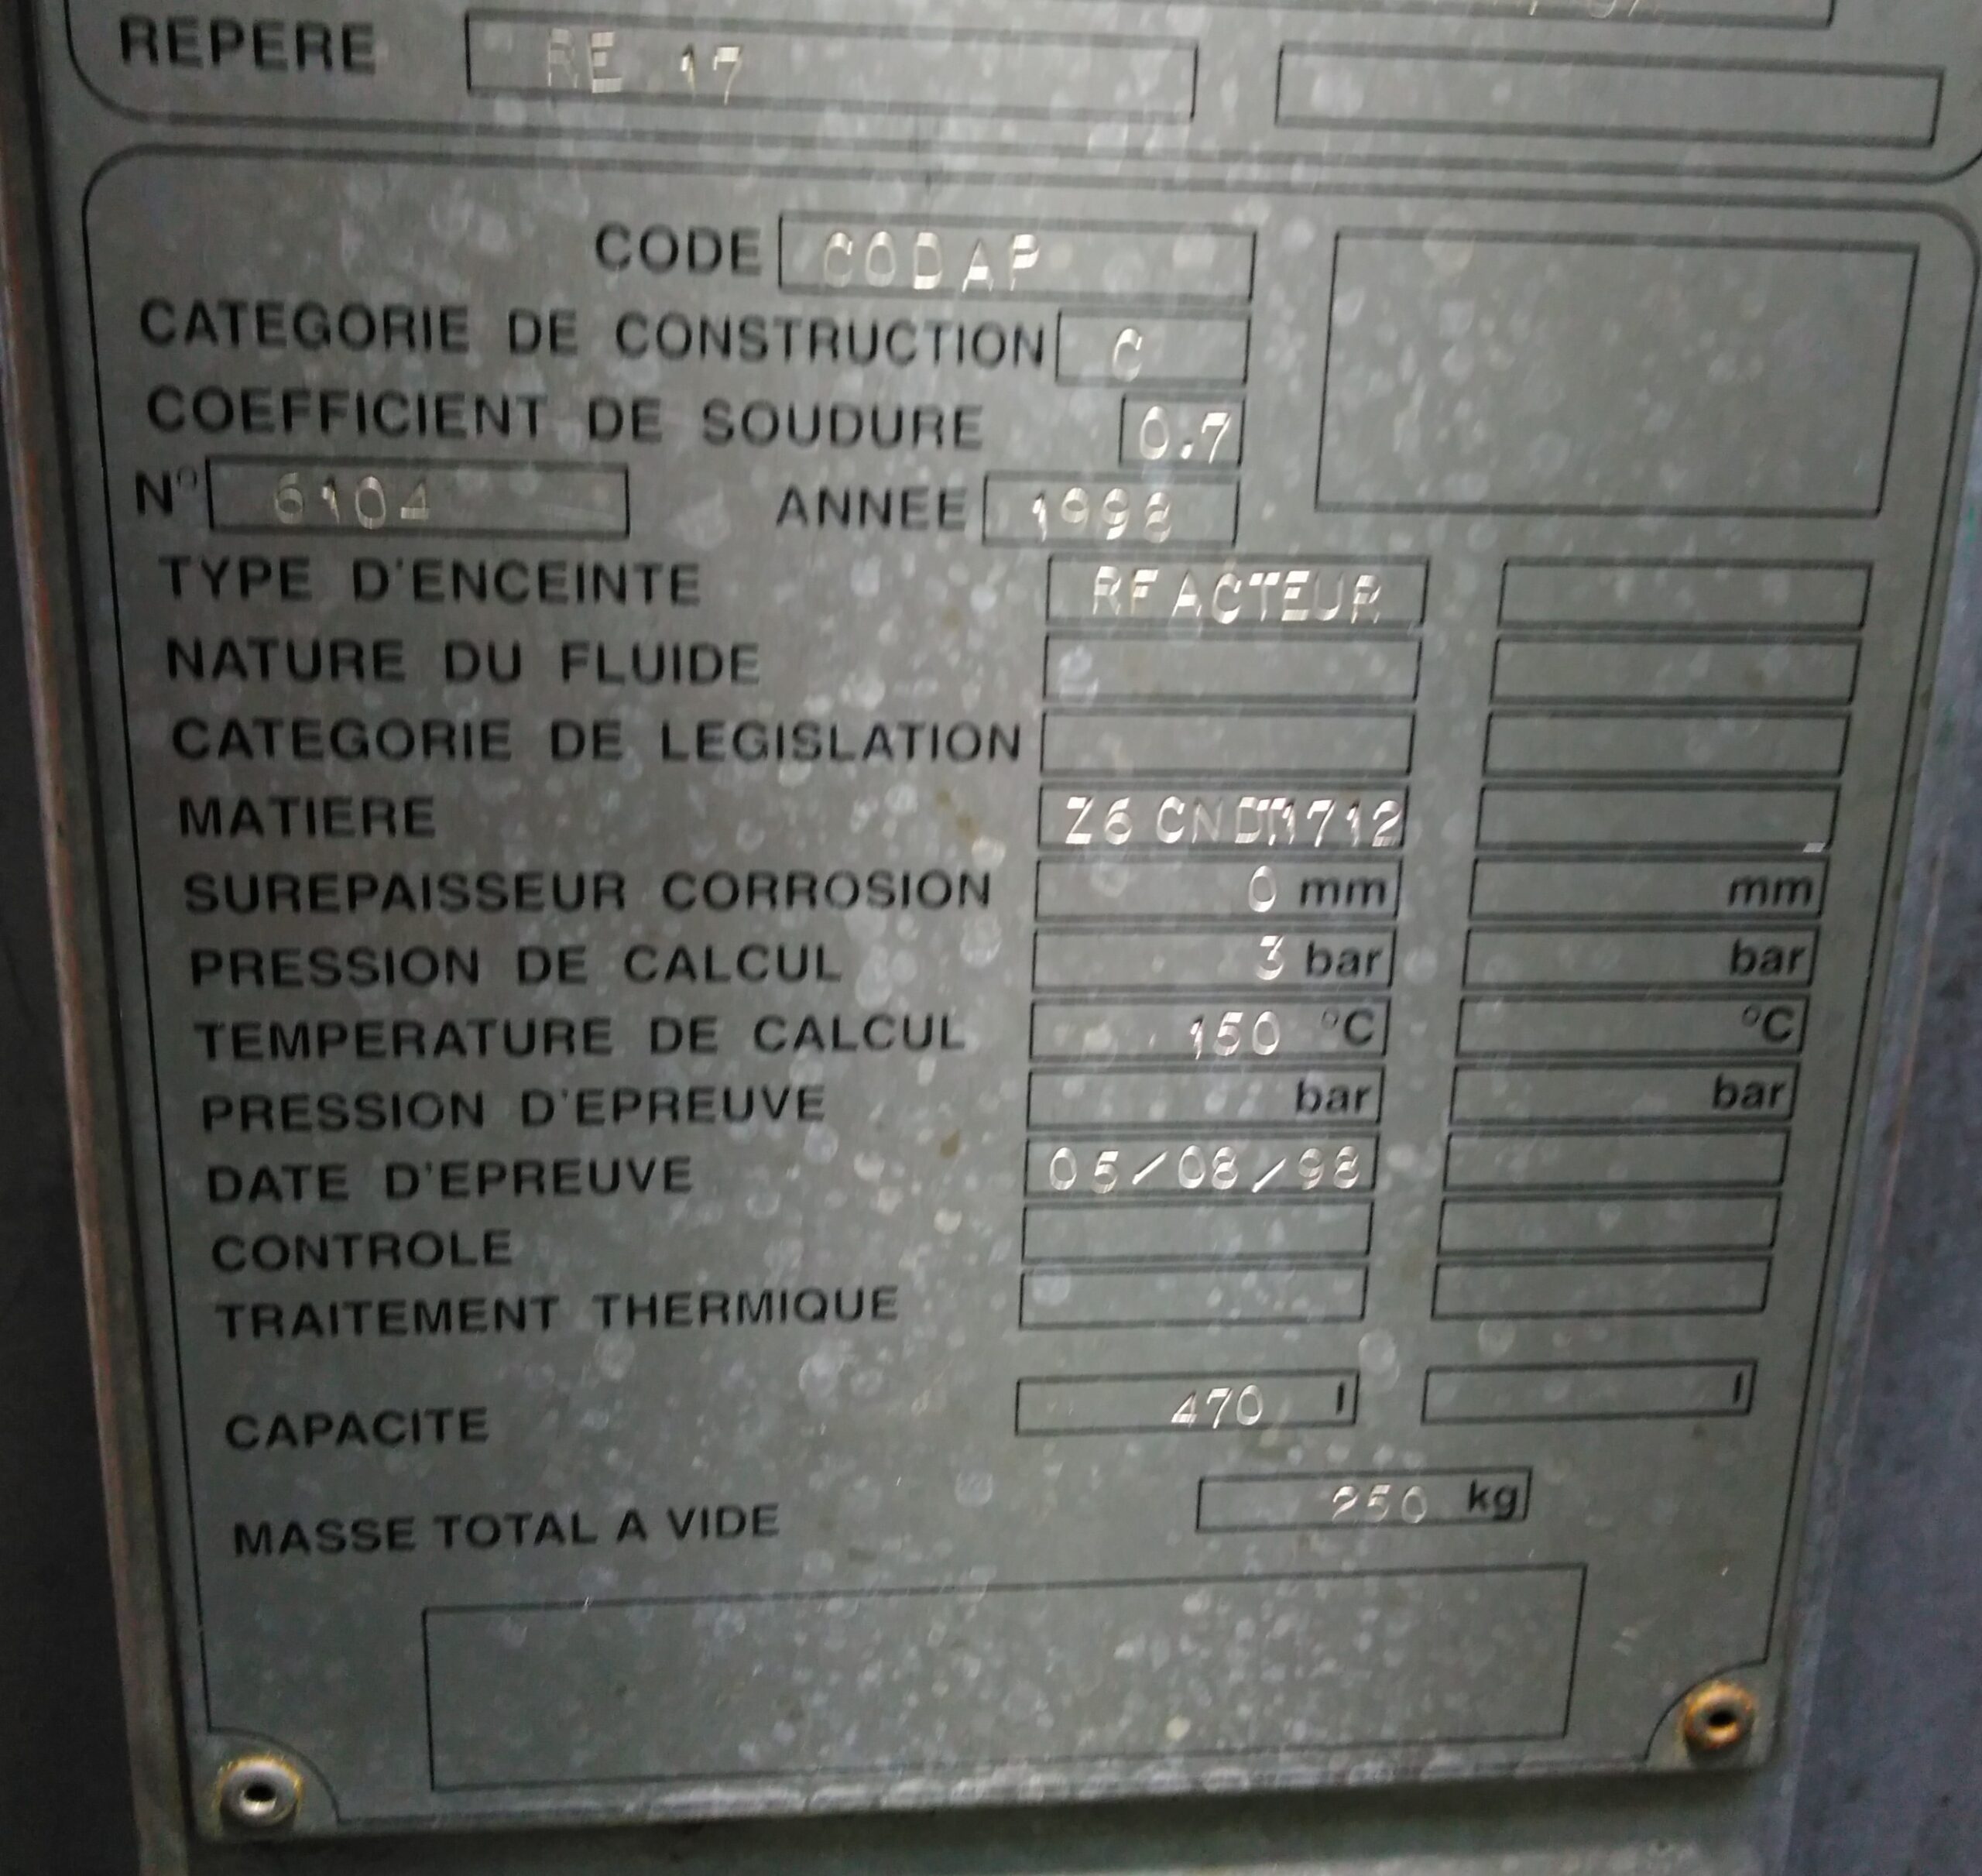 REPERE RE 17
CODE CODAP
CATEGORIE DE CONSTRUCTION C
COEFFICIENT DE SOUDURE 0.7
N° 6104 ANNEE 1998
TYPE D'ENCEINTE REACTEUR
NATURE DU FLUIDE
CATEGORIE DE LEGISLATION
MATIERE Z6 CNDT1712
SUREPAISSEUR CORROSION 0 mm mm
PRESSION DE CALCUL 3 bar bar
TEMPERATURE DE CALCUL 150 °C °C
PRESSION D'EPREUVE bar bar
DATE D'EPREUVE 05/08/98
CONTROLE
TRAITEMENT THERMIQUE
CAPACITE 470 l l
MASSE TOTAL A VIDE 250 kg